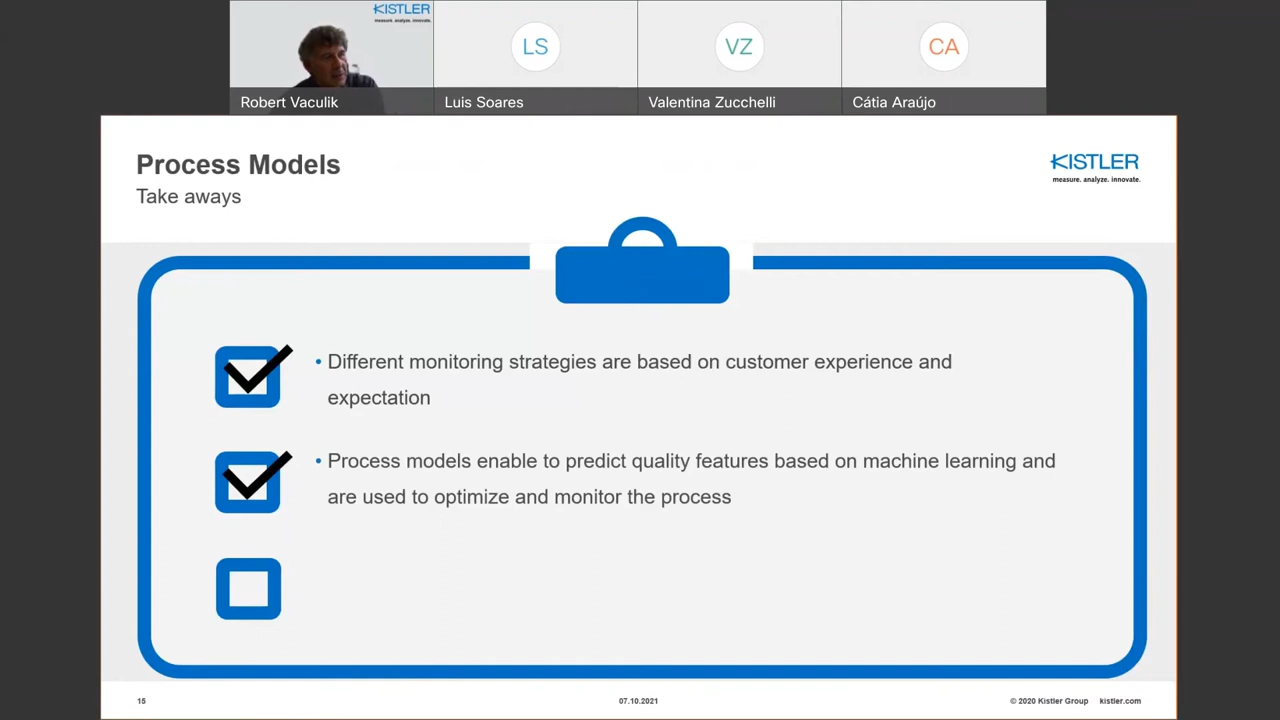 KISTLER
measure. analyze. innovate.
LS
VZ
CA
Robert Vaculik
Luis Soares
Valentina Zucchelli
Cátia Araújo
Process Models
Take aways
KISTLER
measure. analyze. innovate.
• Different monitoring strategies are based on customer experience and
expectation
• Process models enable to predict quality features based on machine learning and
are used to optimize and monitor the process
15
07.10.2021
© 2020 Kistler Group
kistler.com